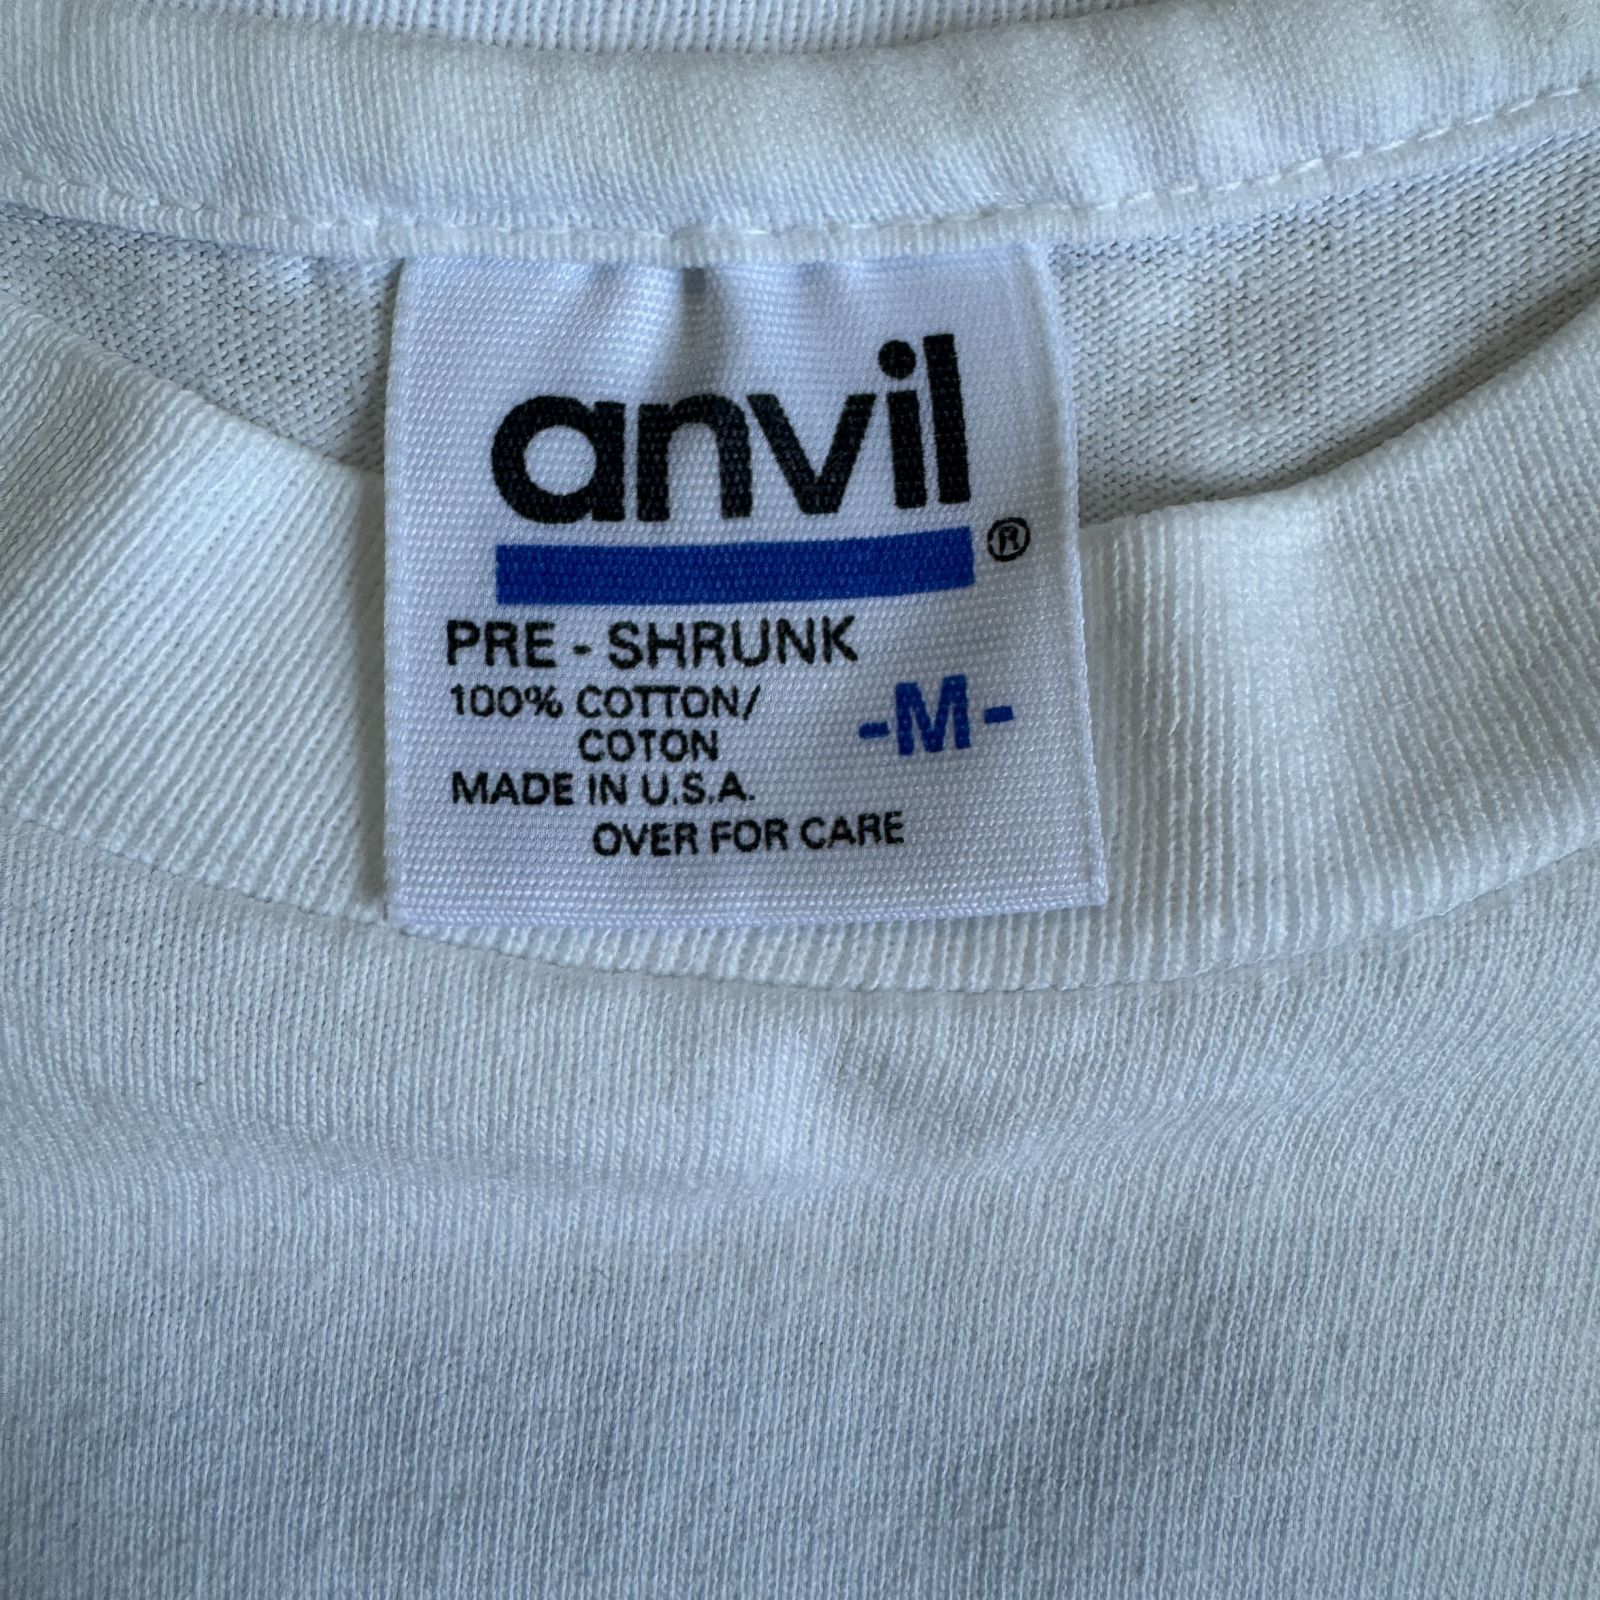 anvil®
PRE - SHRUNK
100% COTTON/
COTON
-M-
MADE IN U.S.A.
OVER FOR CARE